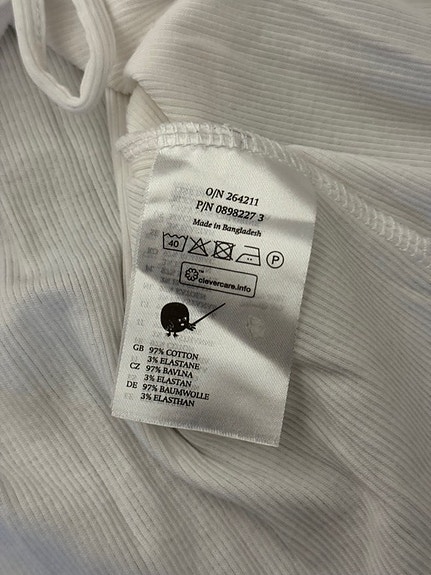 O/N 264211
P/N 0898227 3
Made in Bangladesh
40 P
clevercare.info
GB 97% COTTON
3% ELASTANE
CZ 97% BAVLNA
3% ELASTAN
DE 97% BAUMWOLLE
3% ELASTHAN